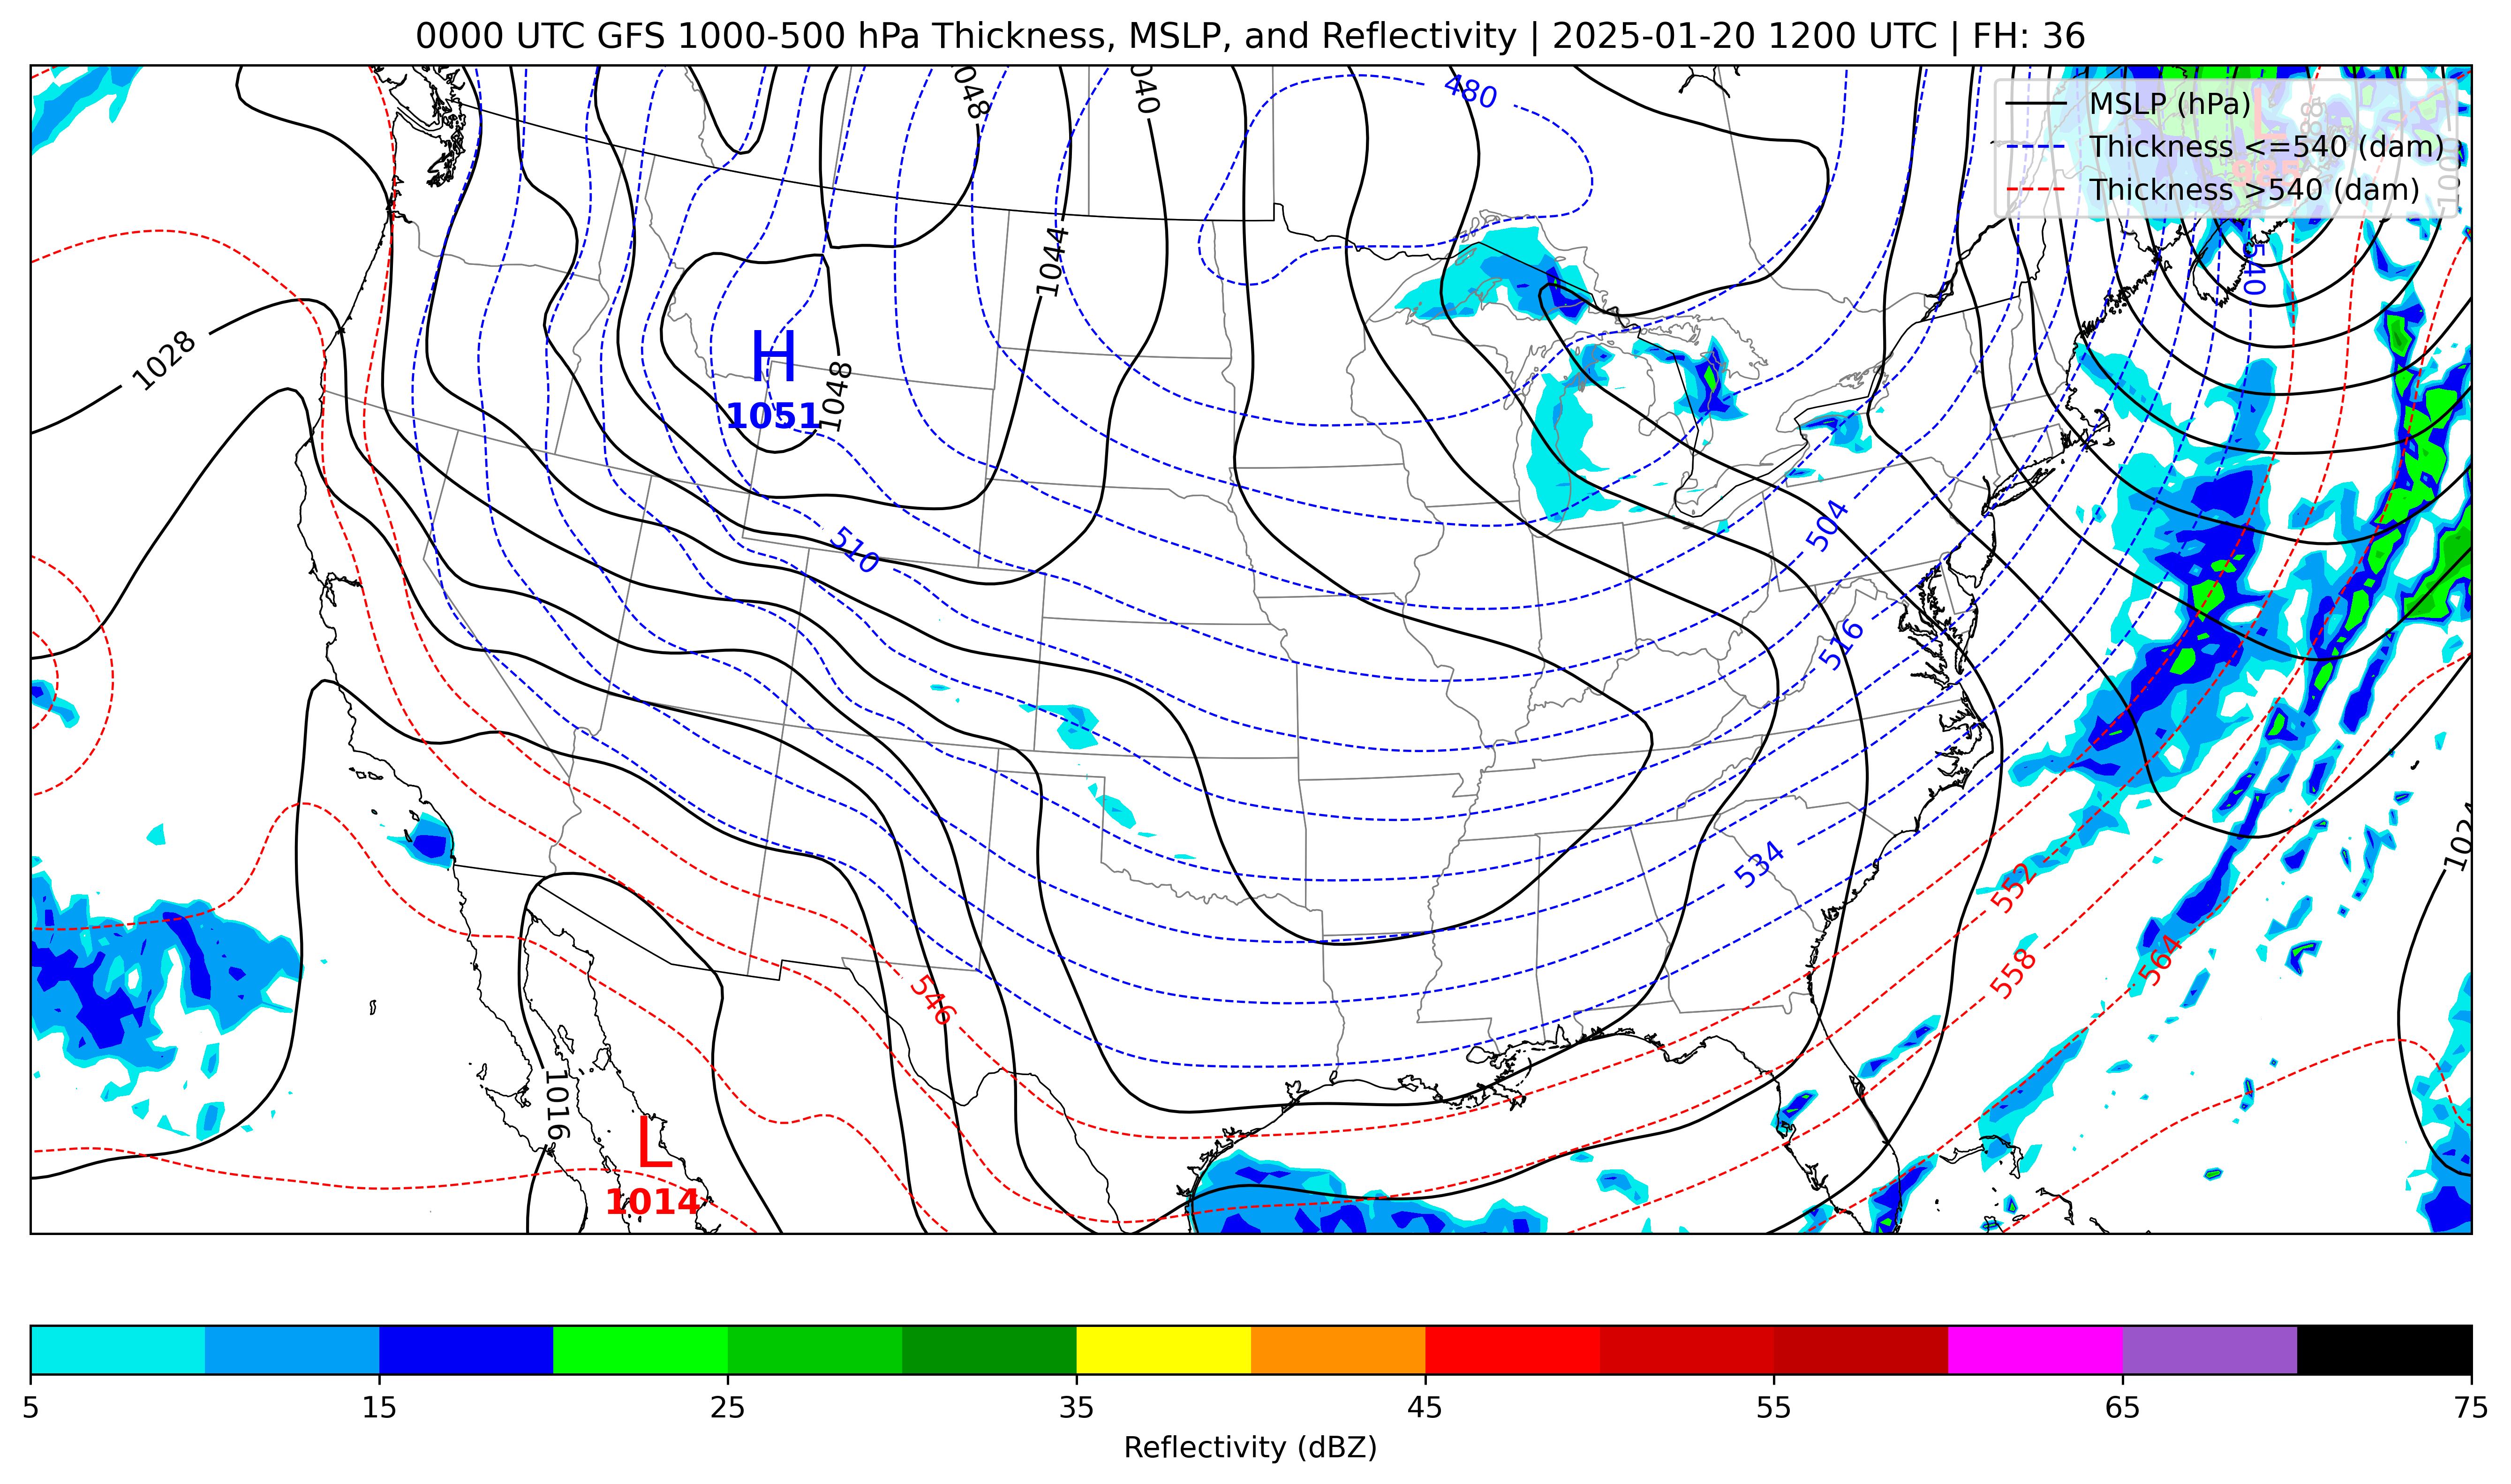 0000 UTC GFS 1000-500 hPa Thickness, MSLP, and Reflectivity | 2025-01-20 1200 UTC | FH: 36
MSLP (hPa)
Thickness <=540 (dam)
Thickness >540 (dam)
1048
1040
480
L
540
1044
1028
H
1051
1048
504
510
516
1024
534
552
558
564
546
1016
L
1014
5 15 25 35 45 55 65 75
Reflectivity (dBZ)